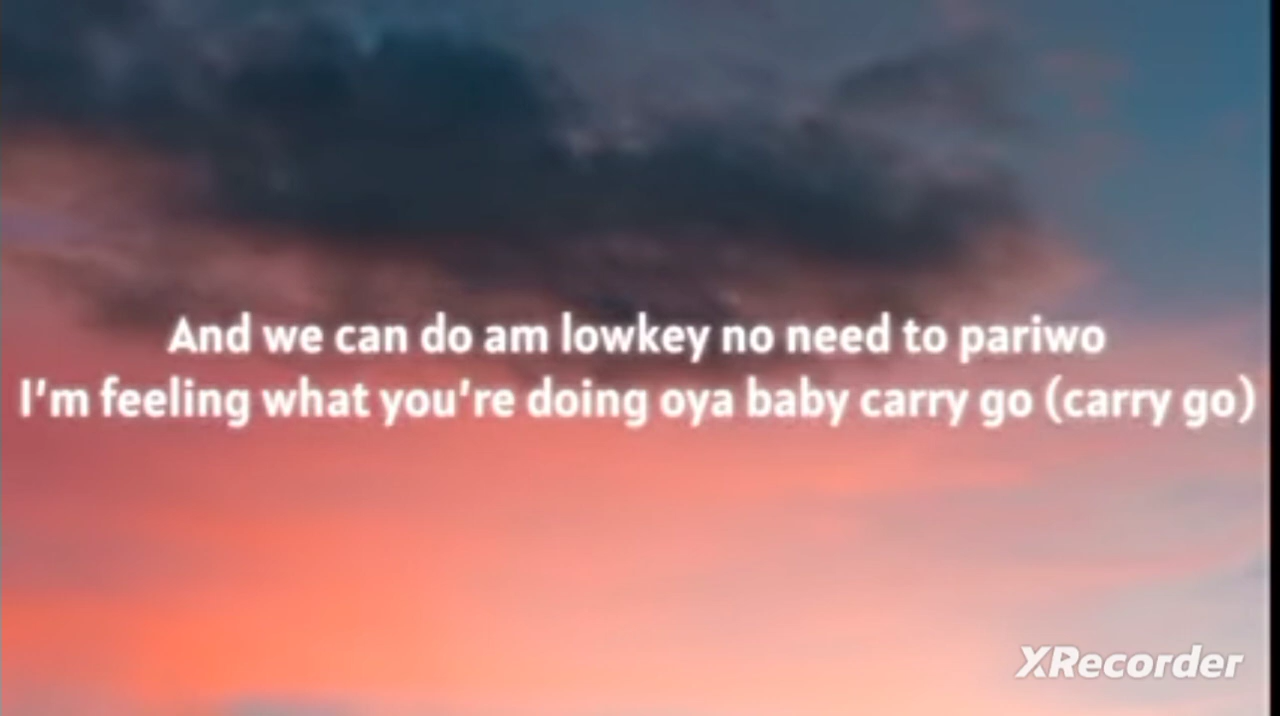 And we can do am lowkey no need to pariwo
I'm feeling what you're doing oya baby carry go (carry go)
XRecorder